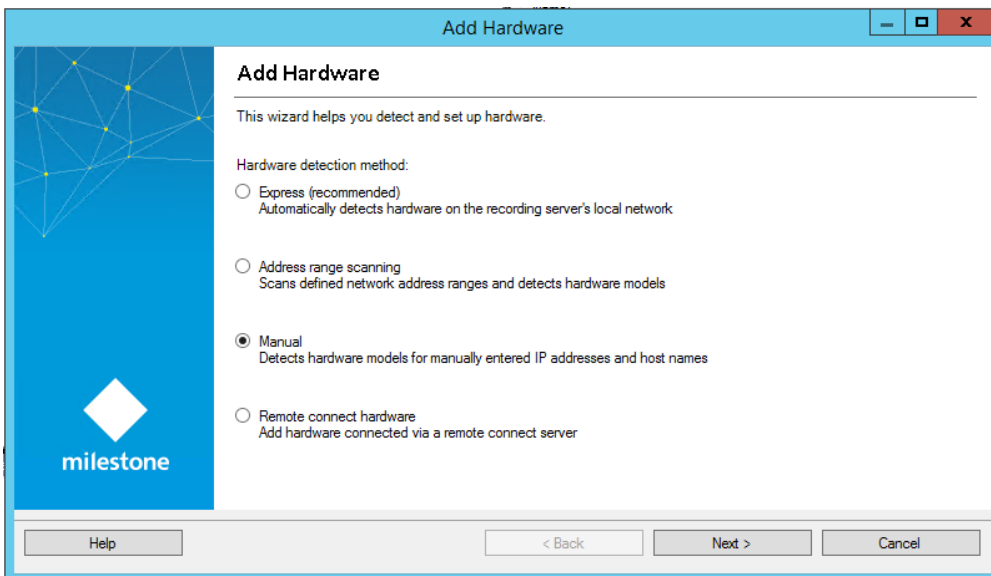 Add Hardware
Add Hardware
This wizard helps you detect and set up hardware.
Hardware detection method:
Express (recommended)
Automatically detects hardware on the recording server's local network
Address range scanning
Scans defined network address ranges and detects hardware models
Manual
Detects hardware models for manually entered IP addresses and host names
Remote connect hardware
Add hardware connected via a remote connect server
milestone
Help
< Back
Next >
Cancel